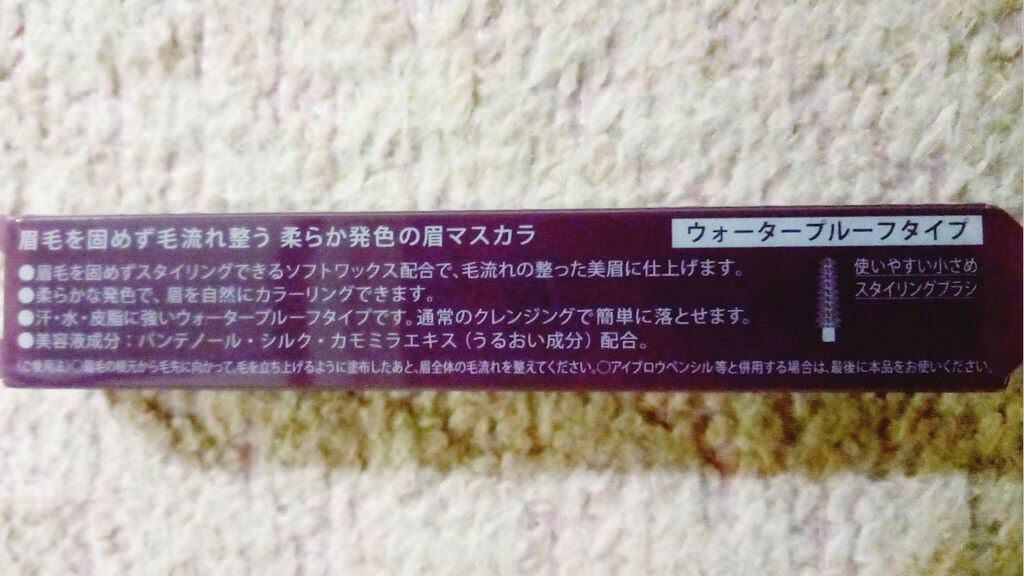 眉毛を固めず毛流れ整う 柔らか発色の眉マスカラ
ウォータープルーフタイプ
●眉毛を固めずスタイリングできるソフトワックス配合で、毛流れの整った美眉に仕上げます。
●柔らかな発色で、眉を自然にカラーリングできます。
●汗・水・皮脂に強いウォータープルーフタイプです。通常のクレンジングで簡単に落とせます。
●美容液成分：パンテノール・シルク・カモミラエキス（うるおい成分）配合。
使いやすい小さめ
スタイリングブラシ
〈ご使用法〉○眉毛の根元から毛先に向かって、毛を立ち上げるように塗布したあと、眉全体の毛流れを整えてください。○アイブロウペンシル等と併用する場合は、最後に本品をお使いください。